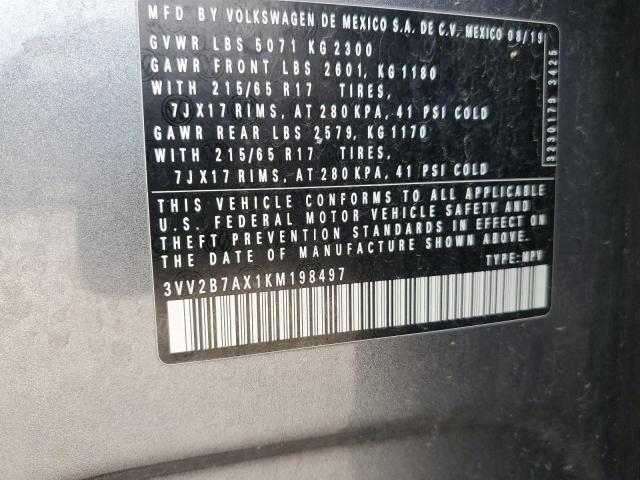 MFD BY VOLKSWAGEN DE MEXICO S.A. DE C.V. MEXICO 08/19
GVWR LBS 5071 KG 2300
GAWR FRONT LBS 2601, KG 1180
WITH 215/65 R17 TIRES,
7JX17 RIMS, AT 280 KPA, 41 PSI COLD
GAWR REAR LBS 2579, KG 1170
WITH 215/65 R17 TIRES,
7JX17 RIMS, AT 280 KPA, 41 PSI COLD
3230179 3425
THIS VEHICLE CONFORMS TO ALL APPLICABLE
U.S. FEDERAL MOTOR VEHICLE SAFETY AND
THEFT PREVENTION STANDARDS IN EFFECT ON
THE DATE OF MANUFACTURE SHOWN ABOVE.
3VV2B7AX1KM198497
TYPE: MPV